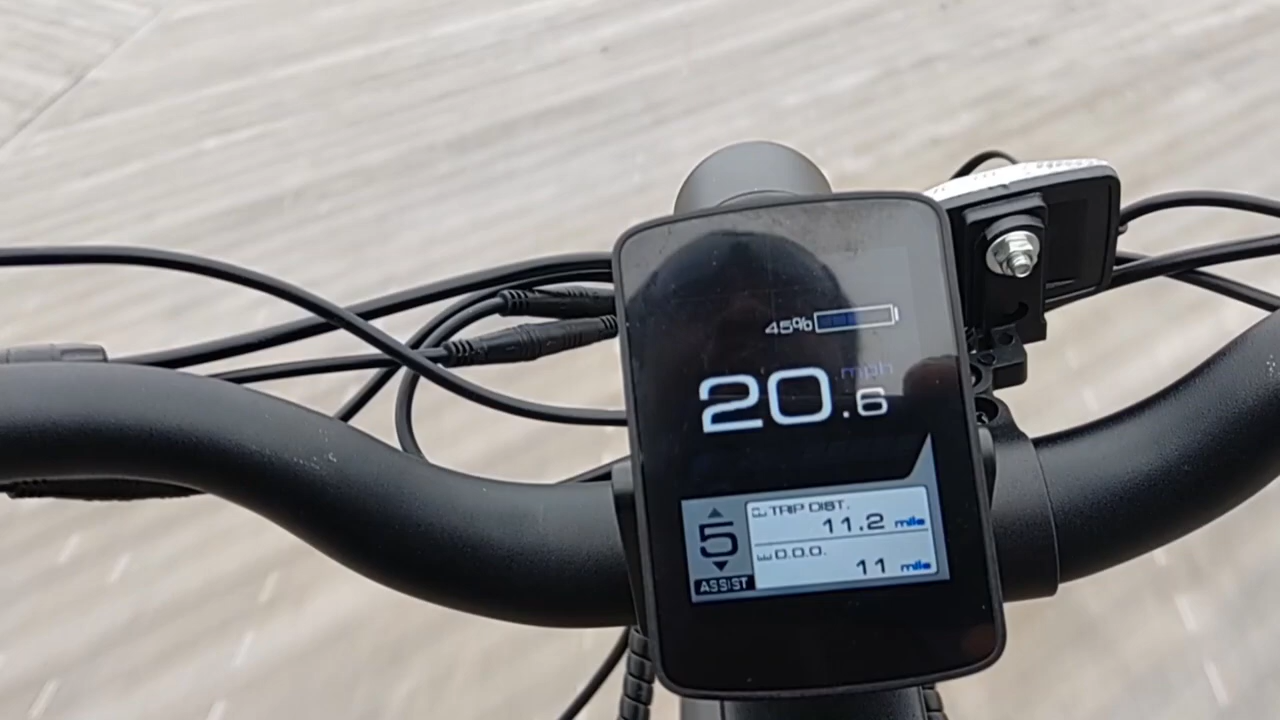 45%
mph
20.6
TRIP DIST.
11.2 mile
5
O.D.O.
11 mile
ASSIST